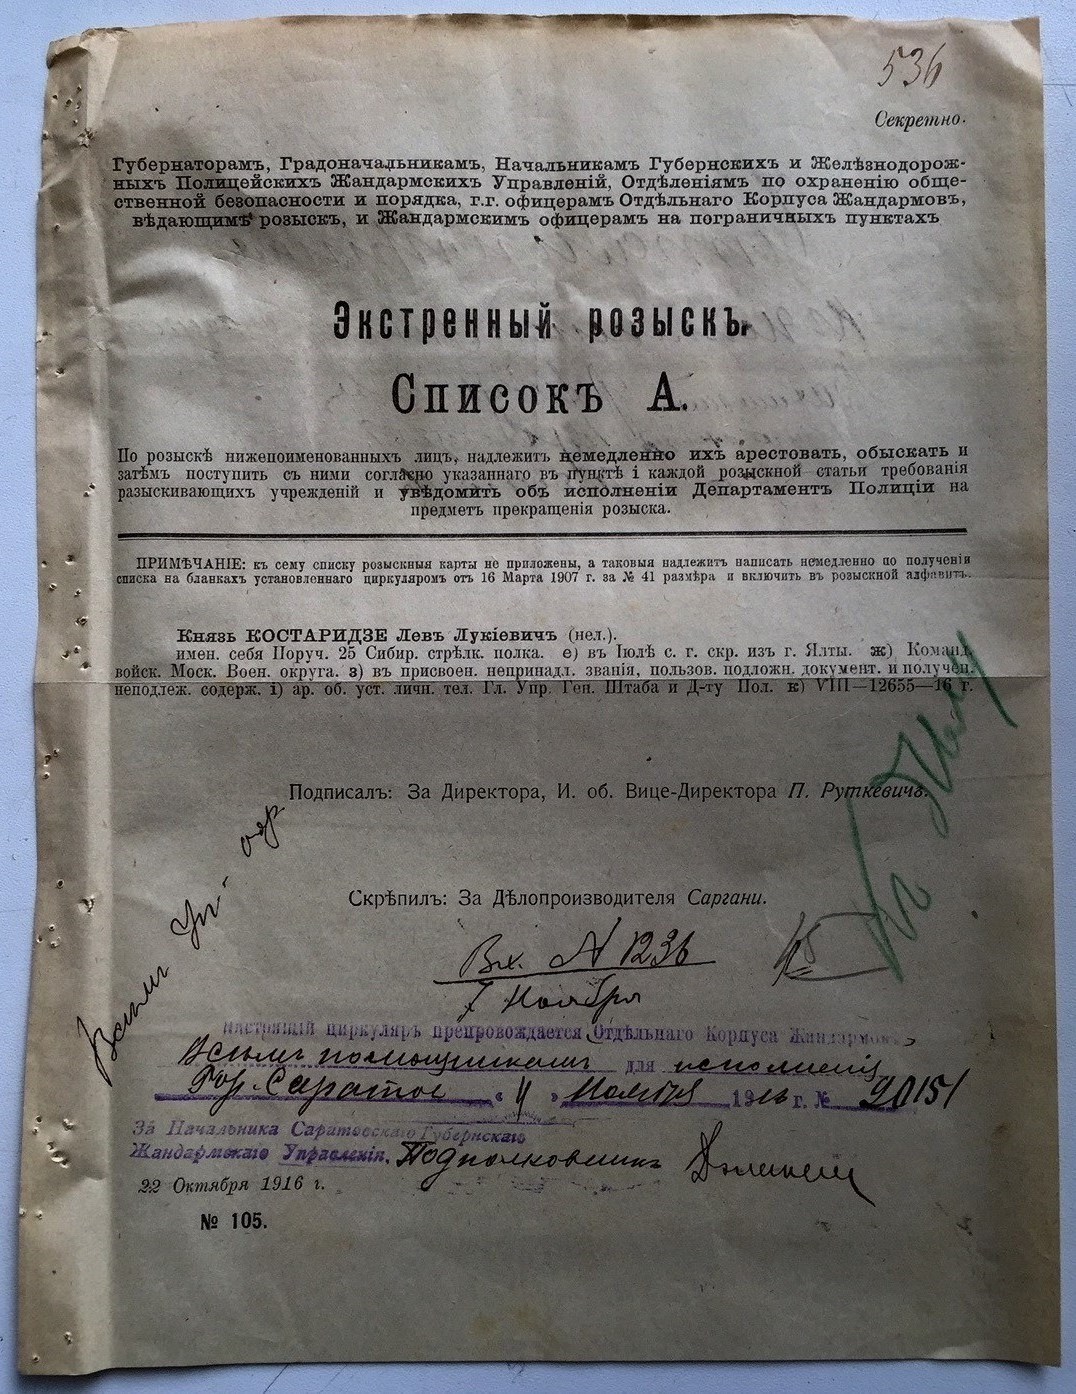 536
Секретно.
Губернаторамъ, Градоначальникамъ, Начальникамъ Губернскихъ и Желѣзнодорож-
ныхъ Полицейскихъ Жандармскихъ Управленій, Отдѣленіямъ по охраненію обще-
ственной безопасности и порядка, г.г. офицерамъ Отдѣльнаго Корпуса Жандармовъ,
вѣдающимъ розыскъ, и Жандармскимъ офицерамъ на пограничныхъ пунктахъ
Экстренный розыскъ.
Списокъ А.
По розыскѣ нижепоименованныхъ лицъ, надлежитъ немедленно ихъ арестовать, обыскать и
затѣмъ поступить съ ними согласно указаннаго въ пунктѣ і каждой розыскной статьи требованія
разыскивающихъ учрежденій и увѣдомить объ исполненіи Департаментъ Полиціи на
предметъ прекращенія розыска.
ПРИМѢЧАНІЕ: къ сему списку розыскныя карты не приложены, а таковыя надлежитъ написать немедленно по полученіи
списка на бланкахъ установленнаго циркуляромъ отъ 16 Марта 1907 г. за № 41 размѣра и включить въ розыскной алфавитъ.
Князь КОСТАРИДЗЕ Левъ Лукіевичъ (нел.).
имен. себя Поруч. 25 Сибир. стрѣлк. полка. е) въ Іюлѣ с. г. скр. изъ г. Ялты. ж) Команд.
войск. Моск. Воен. округа. з) въ присвоен. непринадл. званія, пользов. подложн. документ. и получен.
неподлеж. содерж. і) ар. об. уст. личн. тел. Гл. Упр. Ген. Штаба и Д-ту Пол. к) VIII—12655—16 г.
Подписалъ: За Директора, И. об. Вице-Директора П. Руткевичъ.
Скрѣпилъ: За Дѣлопроизводителя Саргани.
Вх. № 1236
7 Ноября
Настоящій циркуляръ препровождается Отдѣльнаго Корпуса Жандармовъ
Всѣмъ помощникамъ для исполненія
Гор. Саратов «4» Ноября 1916 г. № 20151
За Начальника Саратовскаго Губернскаго
Жандармскаго Управленія, Подполковникъ
22 Октября 1916 г.
№ 105.
Всѣмъ